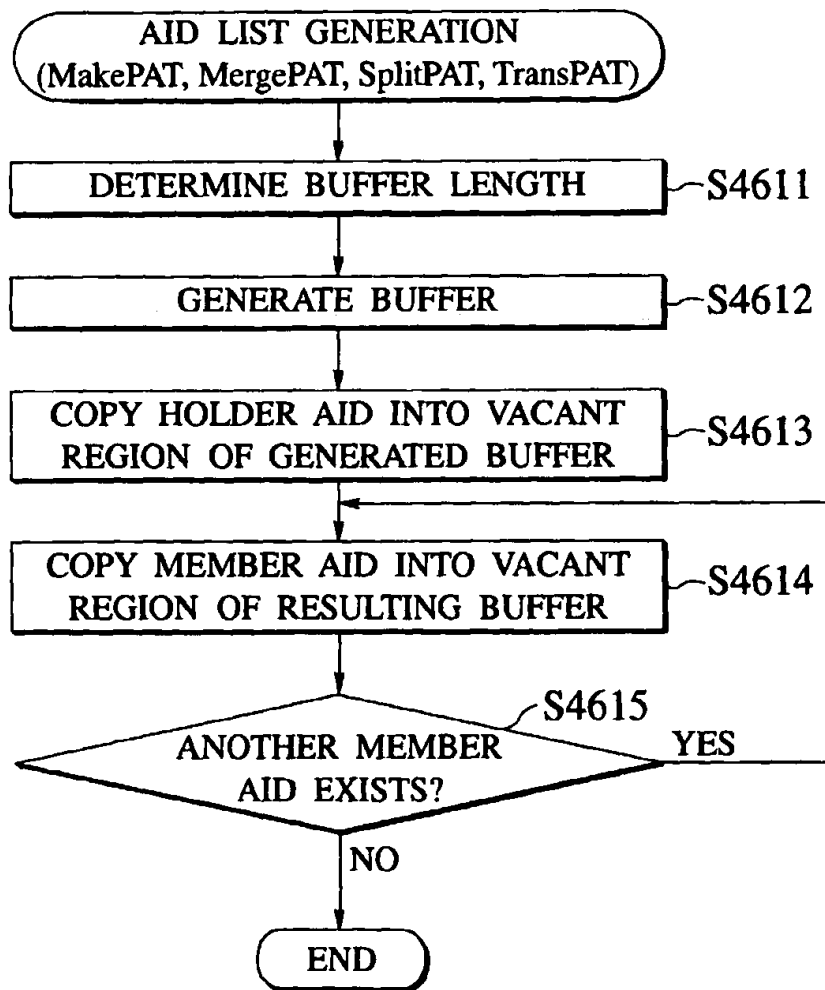 AID LIST GENERATION
(MakePAT, MergePAT, SplitPAT, TransPAT)
DETERMINE BUFFER LENGTH
S4611
GENERATE BUFFER
S4612
COPY HOLDER AID INTO VACANT
REGION OF GENERATED BUFFER
S4613
COPY MEMBER AID INTO VACANT
REGION OF RESULTING BUFFER
S4614
S4615
ANOTHER MEMBER
AID EXISTS?
YES
NO
END